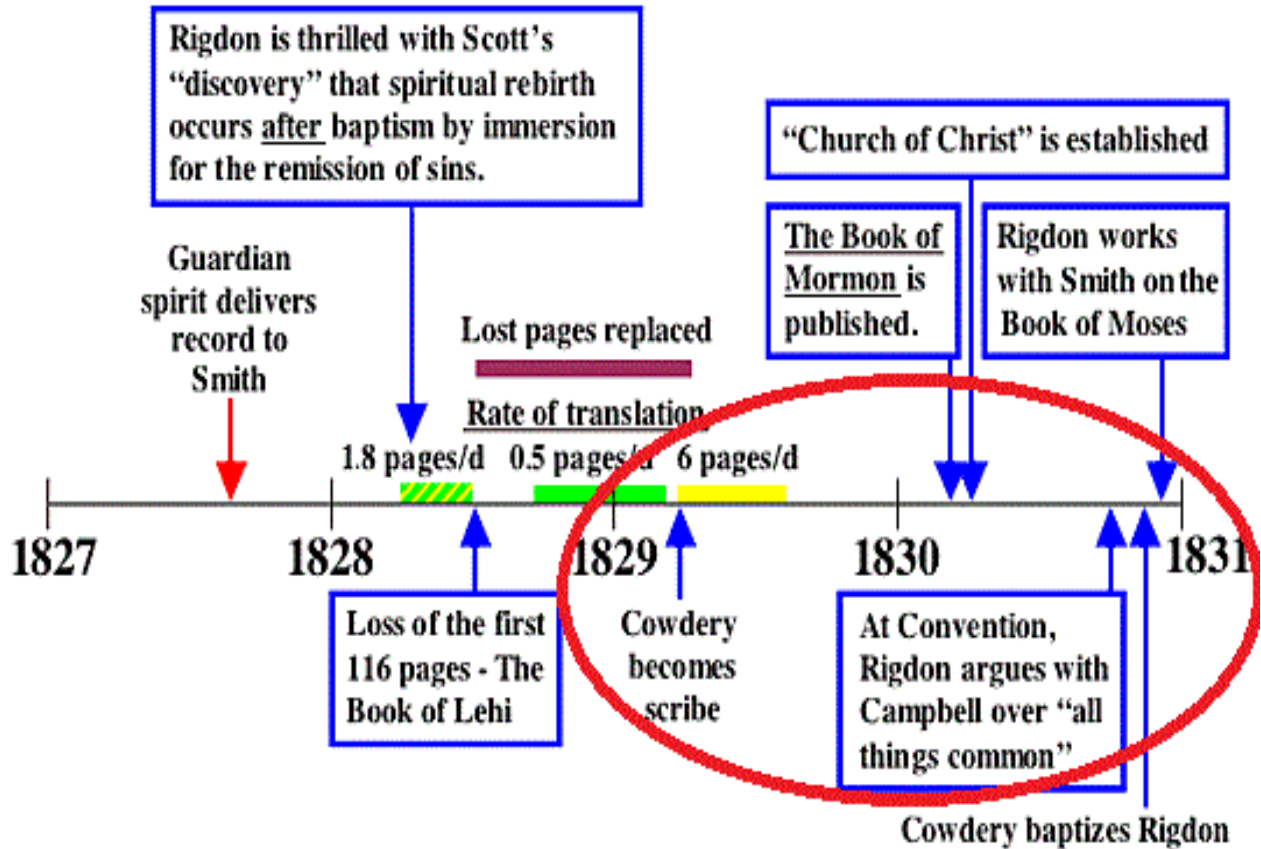 Rigdon is thrilled with Scott's
“discovery” that spiritual rebirth
occurs after baptism by immersion
for the remission of sins.
“Church of Christ” is established
The Book of
Mormon is
published.
Rigdon works
with Smith on the
Book of Moses
Guardian
spirit delivers
record to
Smith
Lost pages replaced
Rate of translation
1.8 pages/d 0.5 pages/d 6 pages/d
1827 1828 1829 1830 1831
Loss of the first
116 pages - The
Book of Lehi
Cowdery
becomes
scribe
At Convention,
Rigdon argues with
Campbell over “all
things common”
Cowdery baptizes Rigdon